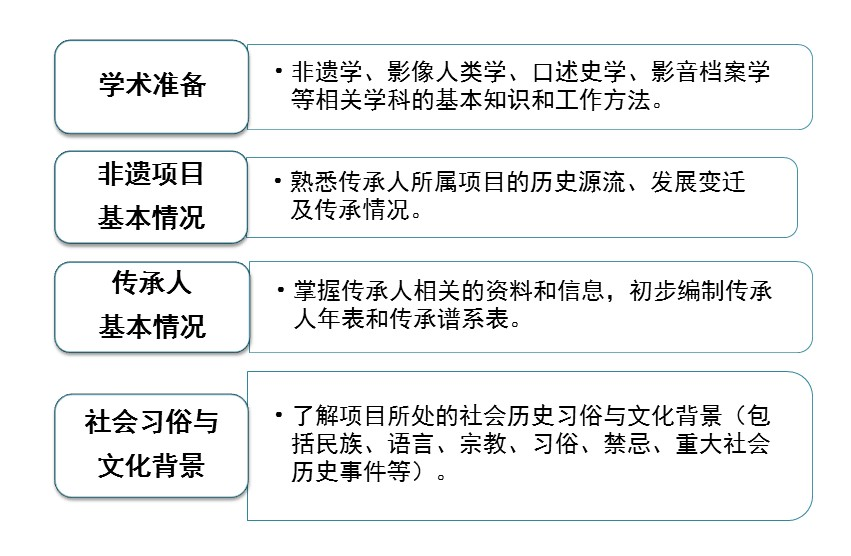 学术准备
• 非遗学、影像人类学、口述史学、影音档案学
等相关学科的基本知识和工作方法。
非遗项目
基本情况
• 熟悉传承人所属项目的历史源流、发展变迁
及传承情况。
传承人
基本情况
• 掌握传承人相关的资料和信息，初步编制传承
人年表和传承谱系表。
社会习俗与
文化背景
• 了解项目所处的社会历史习俗与文化背景（包
括民族、语言、宗教、习俗、禁忌、重大社会
历史事件等）。